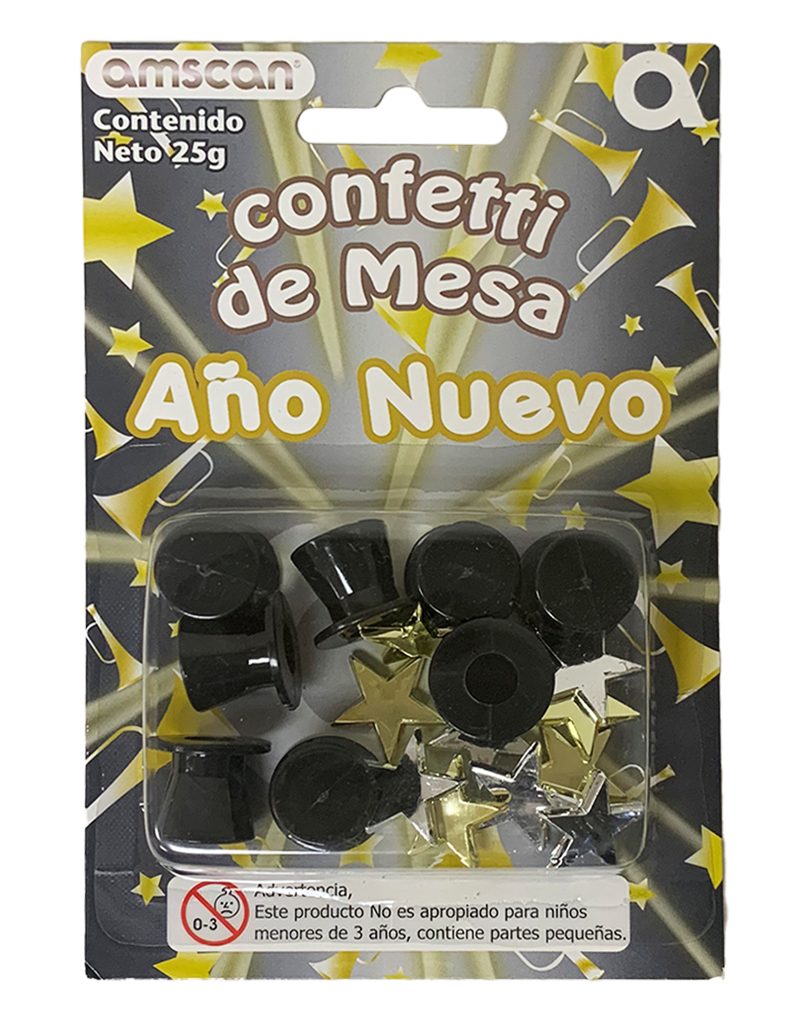 amscan®
a
Contenido
Neto 25g
confetti
de Mesa
Año Nuevo
0-3
Advertencia,
Este producto No es apropiado para niños
menores de 3 años, contiene partes pequeñas.